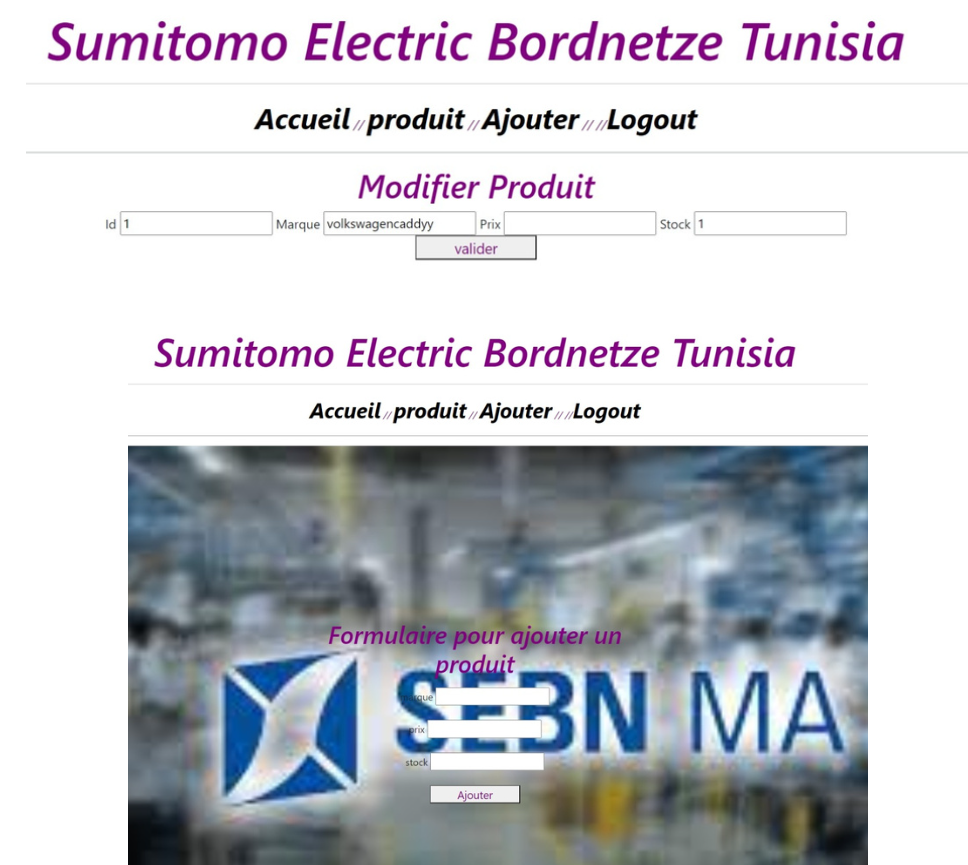 Sumitomo Electric Bordnetze Tunisia
Accueil // produit // Ajouter // // Logout
Modifier Produit
Id 1 Marque volkswagencaddyy Prix Stock 1
valider
Sumitomo Electric Bordnetze Tunisia
Accueil // produit // Ajouter // // Logout
Formulaire pour ajouter un
produit
SEBN MA
prix
stock
Ajouter